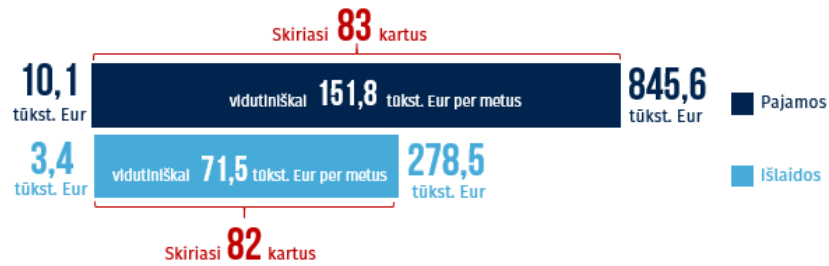 Skiriasi 83 kartus
10,1
tūkst. Eur
vidutiniškai 151,8 tūkst. Eur per metus
845,6
tūkst. Eur
Pajamos
3,4
tūkst. Eur
vidutiniškai 71,5 tūkst. Eur per metus
278,5
tūkst. Eur
Išlaidos
Skiriasi 82 kartus